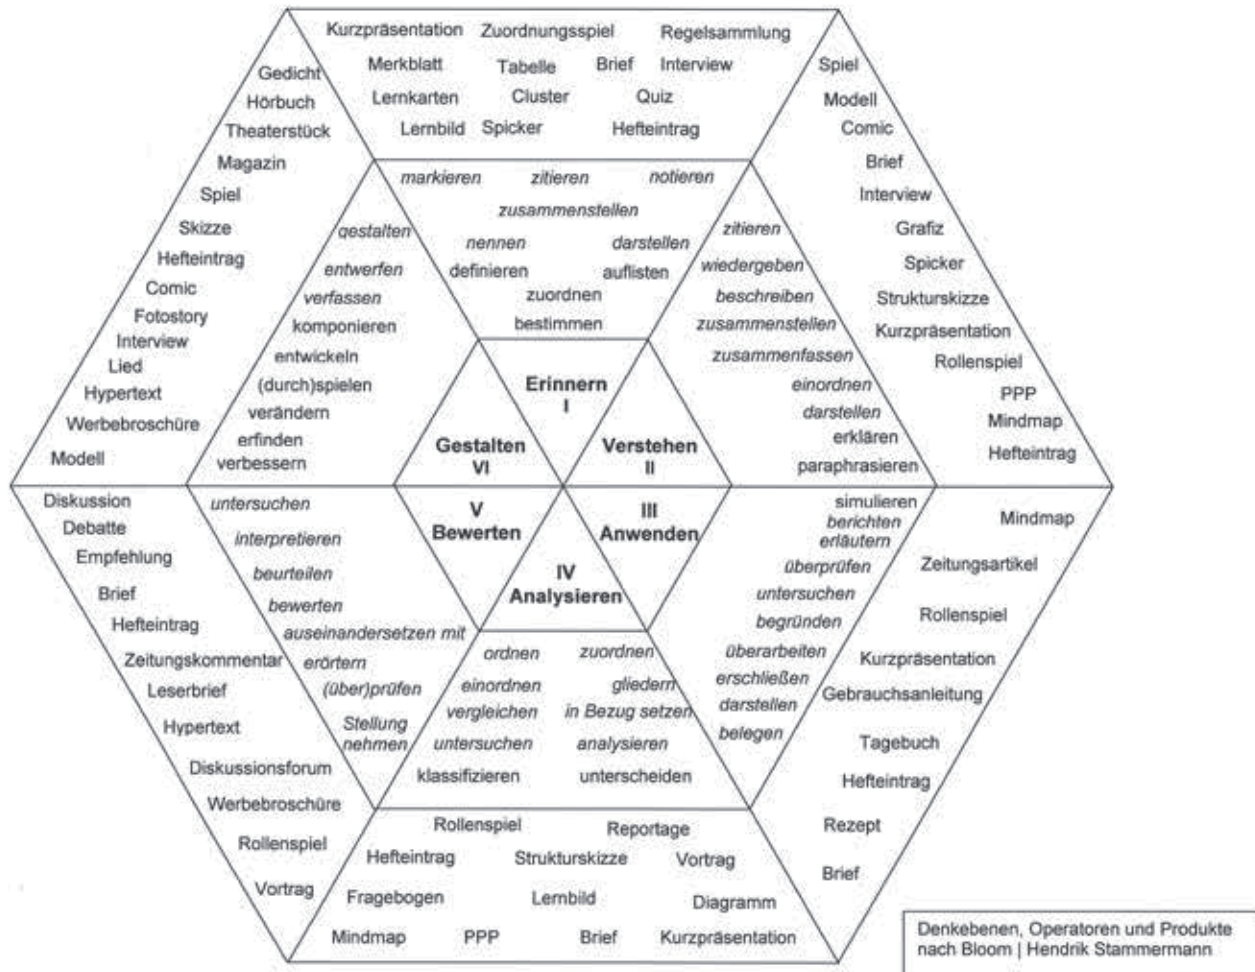 Kurzpräsentation Zuordnungsspiel Regelsammlung
Merkblatt Tabelle Brief Interview
Lernkarten Cluster Quiz
Lernbild Spicker Hefteintrag
markieren zitieren notieren
zusammenstellen
nennen darstellen
definieren auflisten
zuordnen
bestimmen
Erinnern
I
Spiel
Modell
Comic
Brief
Interview
Grafiz
Spicker
Strukturskizze
Kurzpräsentation
Rollenspiel
PPP
Mindmap
Hefteintrag
zitieren
wiedergeben
beschreiben
zusammenstellen
zusammenfassen
einordnen
darstellen
erklären
paraphrasieren
Verstehen
II
III
Anwenden
simulieren
berichten
erläutern
überprüfen
untersuchen
begründen
überarbeiten
erschließen
darstellen
belegen
Mindmap
Zeitungsartikel
Rollenspiel
Kurzpräsentation
Gebrauchsanleitung
Tagebuch
Hefteintrag
Rezept
Brief
IV
Analysieren
ordnen zuordnen
einordnen gliedern
vergleichen in Bezug setzen
untersuchen analysieren
klassifizieren unterscheiden
Rollenspiel Reportage
Hefteintrag Strukturskizze Vortrag
Fragebogen Lernbild Diagramm
Mindmap PPP Brief Kurzpräsentation
V
Bewerten
untersuchen
interpretieren
beurteilen
bewerten
auseinandersetzen mit
erörtern
(über)prüfen
Stellung
nehmen
Diskussion
Debatte
Empfehlung
Brief
Hefteintrag
Zeitungskommentar
Leserbrief
Hypertext
Diskussionsforum
Werbebroschüre
Rollenspiel
Vortrag
Gestalten
VI
gestalten
entwerfen
verfassen
komponieren
entwickeln
(durch)spielen
verändern
erfinden
verbessern
Gedicht
Hörbuch
Theaterstück
Magazin
Spiel
Skizze
Hefteintrag
Comic
Fotostory
Interview
Lied
Hypertext
Werbebroschüre
Modell
Denkebenen, Operatoren und Produkte
nach Bloom | Hendrik Stammermann